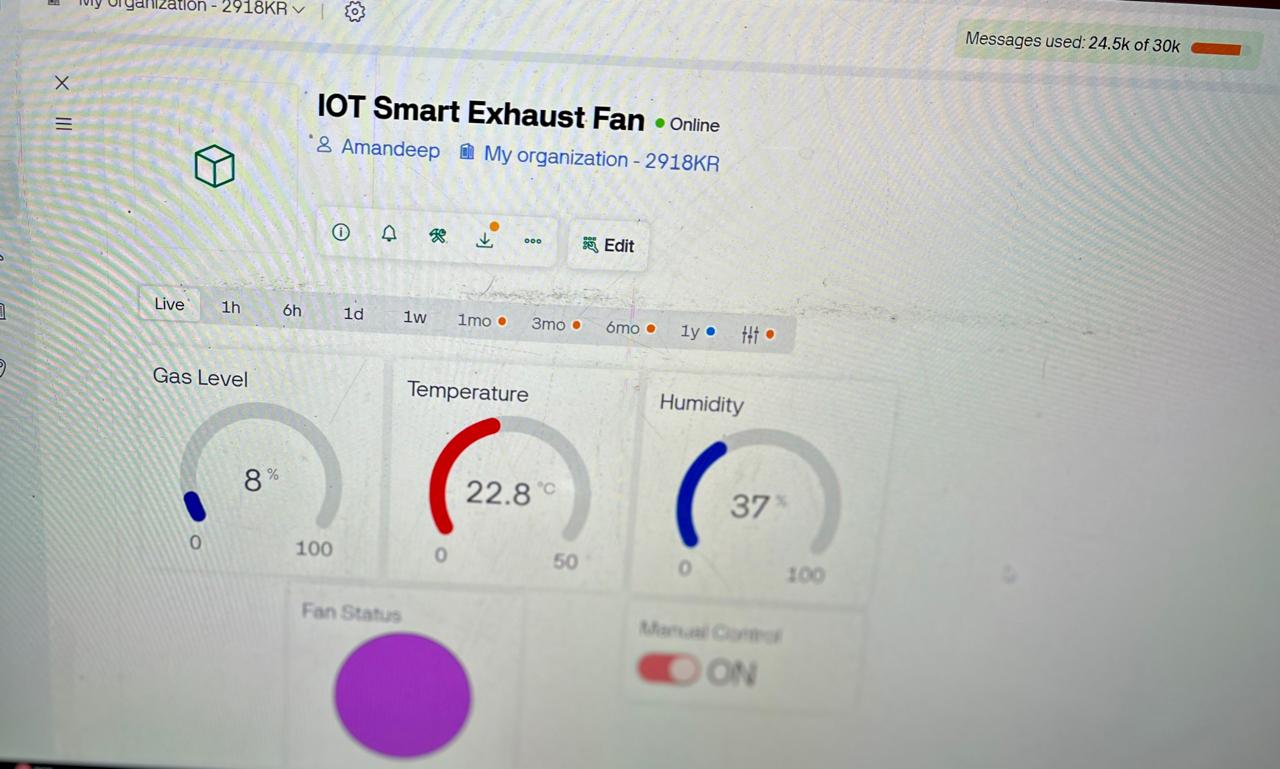 My organization - 2918KR
Messages used: 24.5k of 30k
IOT Smart Exhaust Fan Online
Amandeep My organization - 2918KR
Edit
Live 1h 6h 1d 1w 1mo 3mo 6mo 1y
Gas Level Temperature Humidity
8 % 22.8 °C 37 %
0 100 0 50 0 100
Fan Status Manual Control
ON